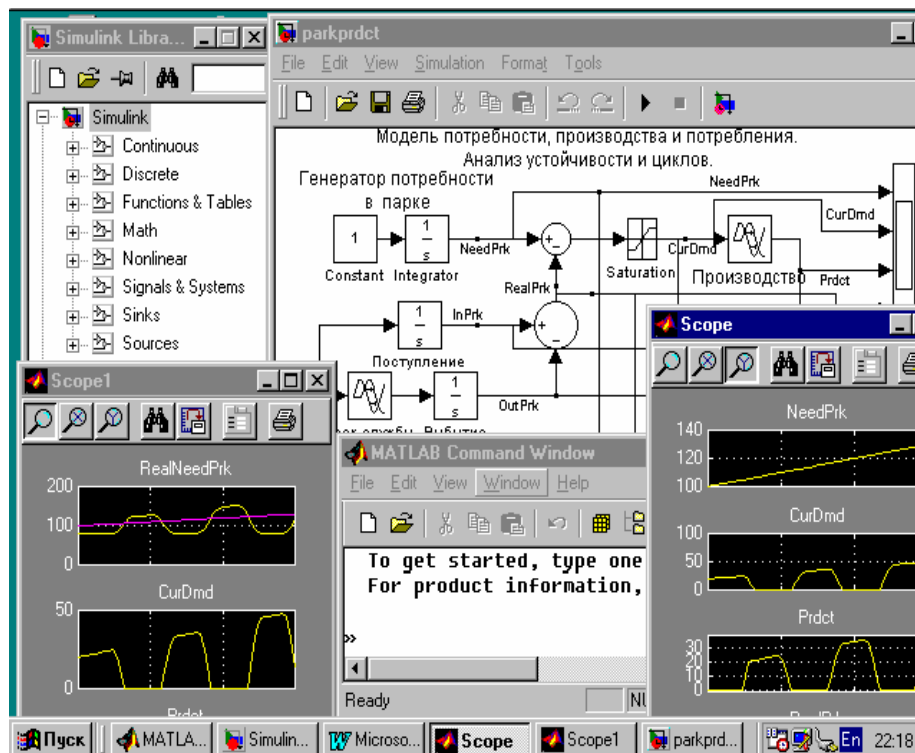 Simulink Libra...
Simulink
Continuous
Discrete
Functions & Tables
Math
Nonlinear
Signals & Systems
Sinks
Sources
parkprdct
File Edit View Simulation Format Tools
Модель потребности, производства и потребления.
Анализ устойчивости и циклов.
Генератор потребности
в парке
NeedPrk
CurDmd
1
1
s
NeedPrk
CurDmd
Constant
Integrator
Saturation
Производство
Prdct
RealPrk
InPrk
1
s
Поступление
1
s
OutPrk
Scope1
RealNeedPrk
200
100
0
CurDmd
50
0
MATLAB Command Window
File Edit View Window Help
To get started, type one
For product information,
»
Ready
Scope
NeedPrk
140
120
100
CurDmd
100
50
0
Prdct
30
20
10
0
Пуск
MATLA...
Simulin...
Microso...
Scope
Scope1
parkprd...
En
22:18